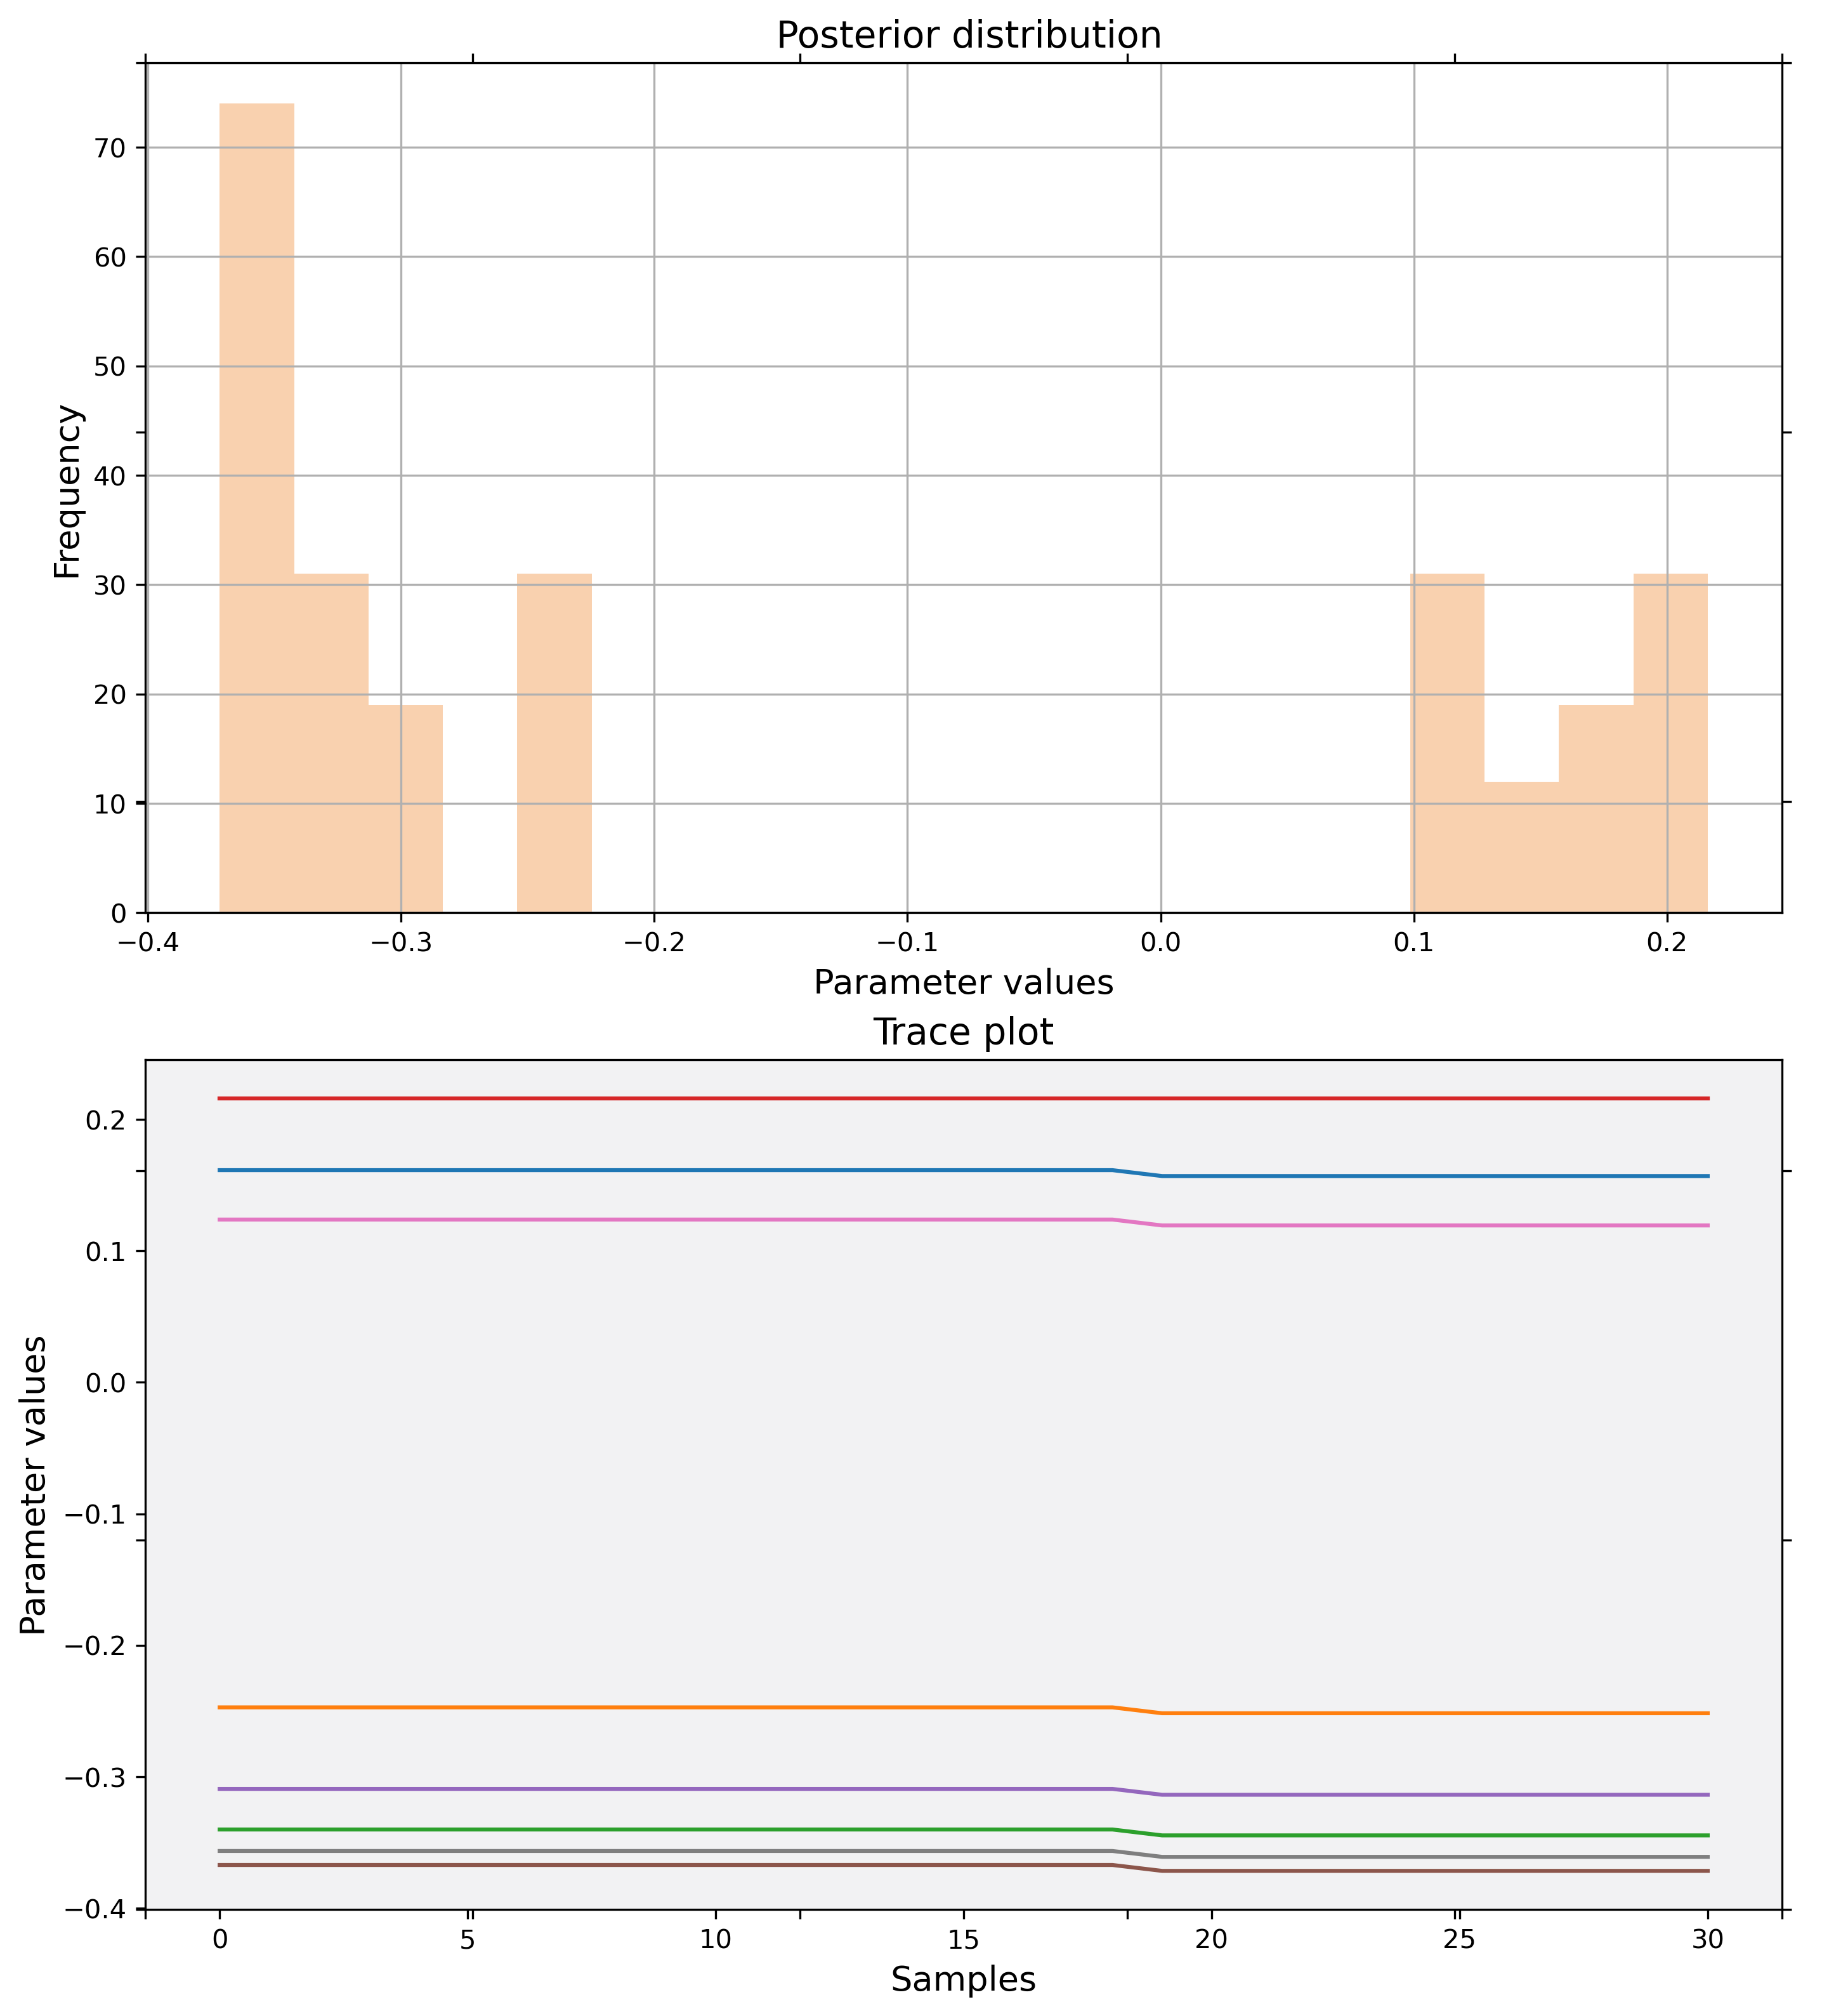 Posterior distribution
Frequency
70
60
50
40
30
20
10
0
−0.4 −0.3 −0.2 −0.1 0.0 0.1 0.2
Parameter values
Trace plot
Parameter values
0.2
0.1
0.0
−0.1
−0.2
−0.3
−0.4
0 5 10 15 20 25 30
Samples